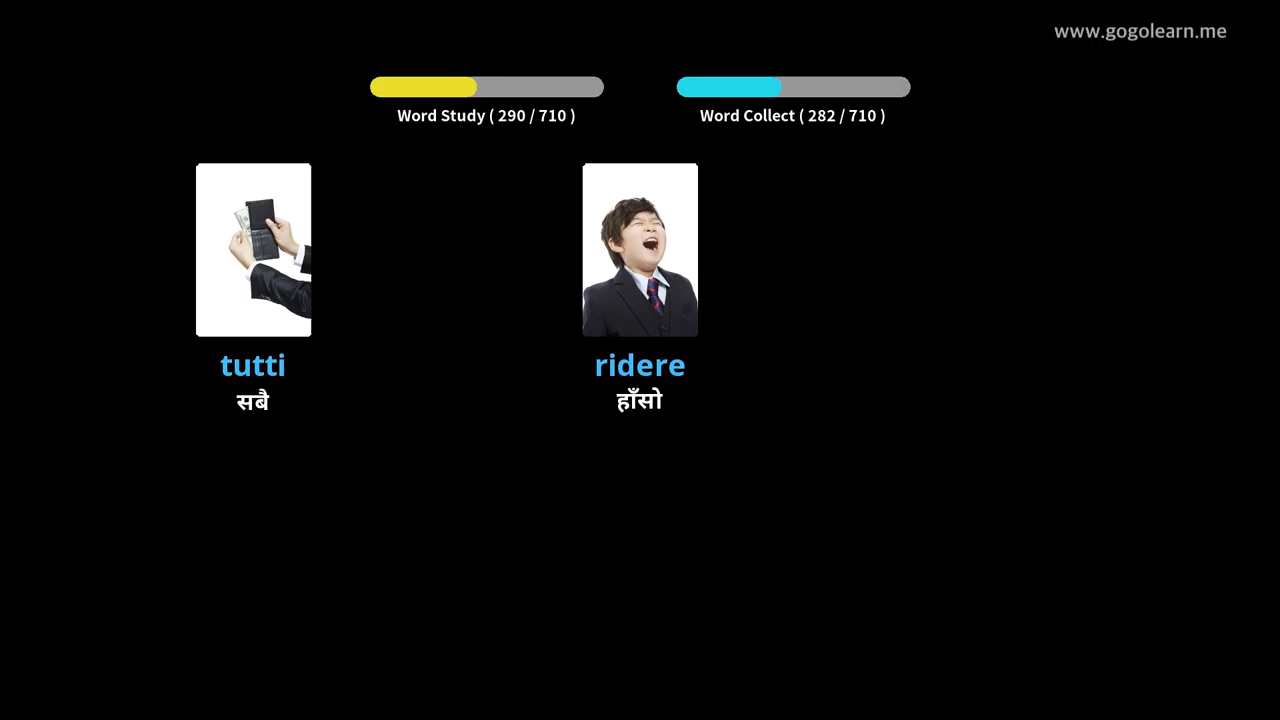 www.gogolearn.me
Word Study ( 290 / 710 )
Word Collect ( 282 / 710 )
tutti
सबै
ridere
हाँसो